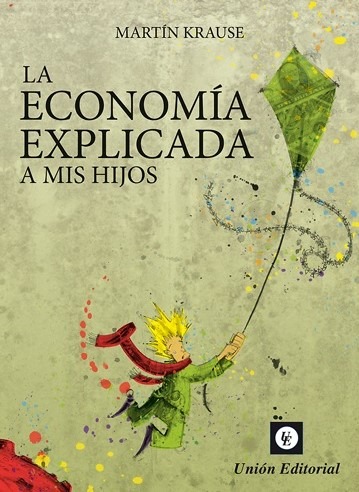 MARTÍN KRAUSE
LA
ECONOMÍA
EXPLICADA
A MIS HIJOS
UE
Unión Editorial